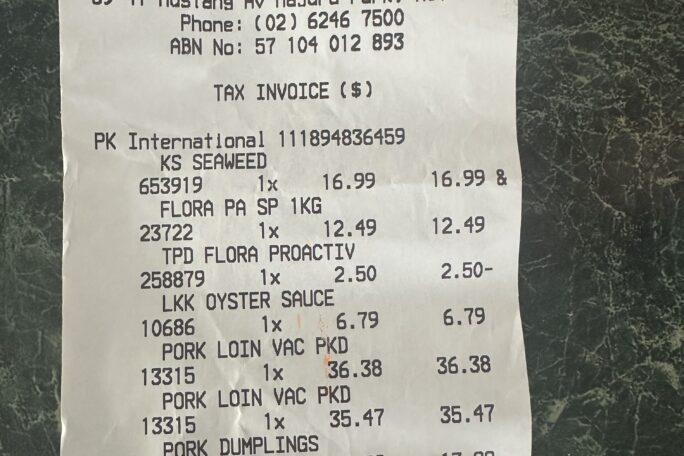 Phone: (02) 6246 7500
ABN No: 57 104 012 893
TAX INVOICE ($)
PK International 111894836459
KS SEAWEED
653919 1x 16.99 16.99 &
FLORA PA SP 1KG
23722 1x 12.49 12.49
TPD FLORA PROACTIV
258879 1x 2.50 2.50-
LKK OYSTER SAUCE
10686 1x 6.79 6.79
PORK LOIN VAC PKD
13315 1x 36.38 36.38
PORK LOIN VAC PKD
13315 1x 35.47 35.47
PORK DUMPLINGS